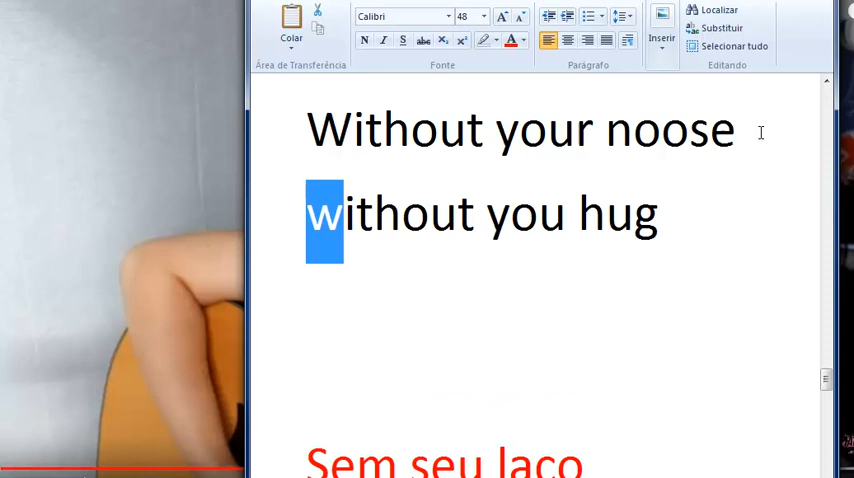 Calibri
48
Localizar
Substituir
Selecionar tudo
Colar
Inserir
N I S abc X₂ X² A
Área de Transferência
Fonte
Parágrafo
Editando
Without your noose
without you hug
Sem seu laço